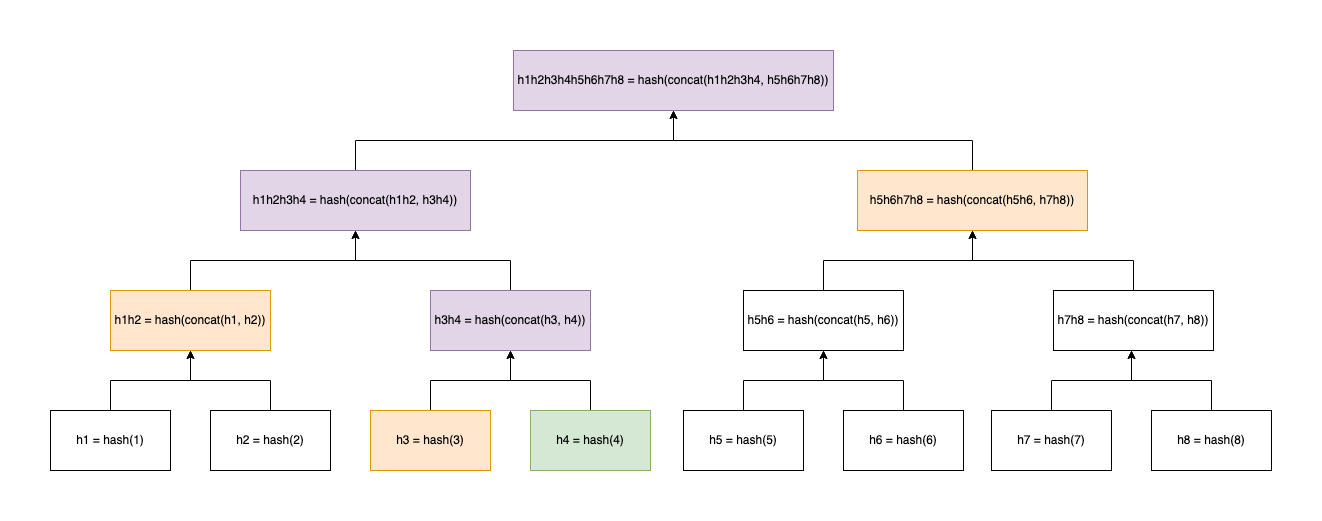 h1h2h3h4h5h6h7h8 = hash(concat(h1h2h3h4, h5h6h7h8))
h1h2h3h4 = hash(concat(h1h2, h3h4))
h5h6h7h8 = hash(concat(h5h6, h7h8))
h1h2 = hash(concat(h1, h2))
h3h4 = hash(concat(h3, h4))
h5h6 = hash(concat(h5, h6))
h7h8 = hash(concat(h7, h8))
h1 = hash(1)
h2 = hash(2)
h3 = hash(3)
h4 = hash(4)
h5 = hash(5)
h6 = hash(6)
h7 = hash(7)
h8 = hash(8)